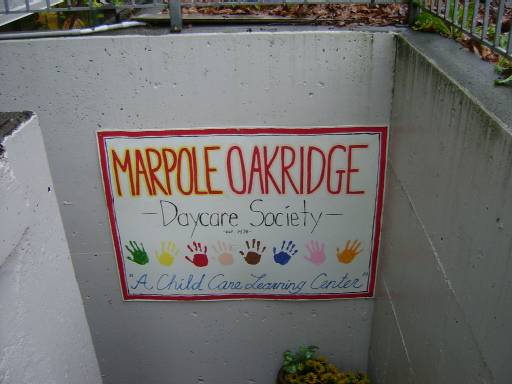 MARPOLE OAKRIDGE
- Daycare Society -
"A Child Care Learning Center"